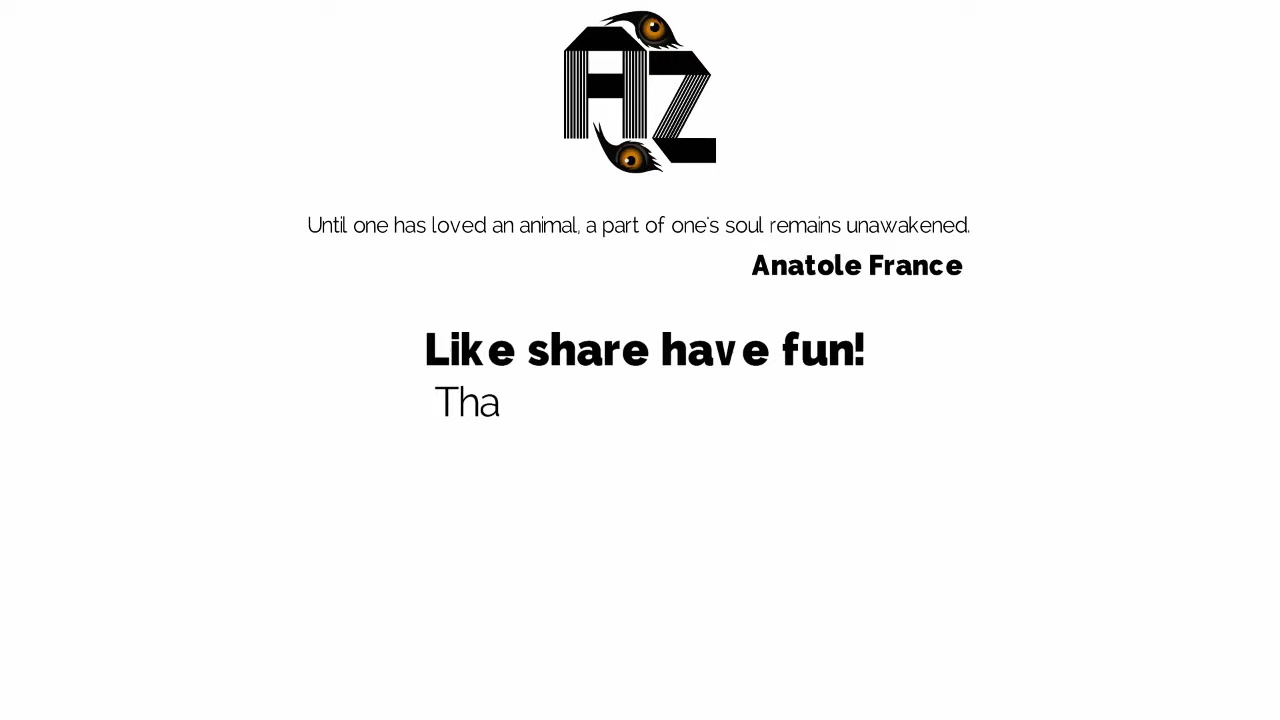 AZ
Until one has loved an animal, a part of one's soul remains unawakened.
Anatole France
Like share have fun!
Tha